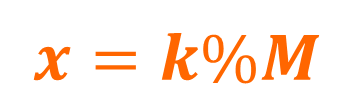 x = k%M